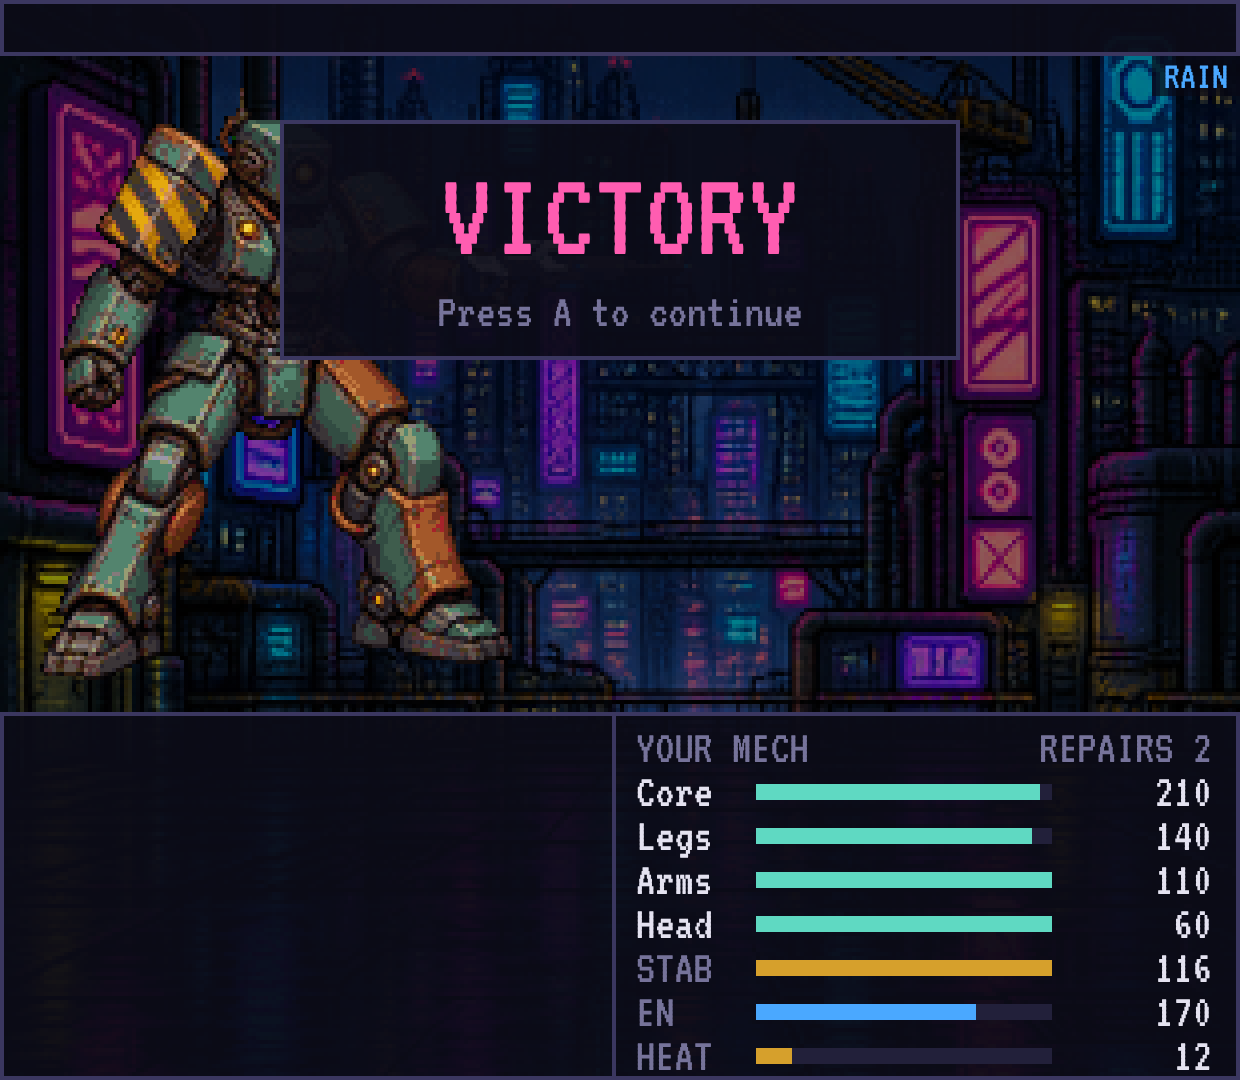 RAIN
VICTORY
Press A to continue
YOUR MECH REPAIRS 2
Core 210
Legs 140
Arms 110
Head 60
STAB 116
EN 170
HEAT 12